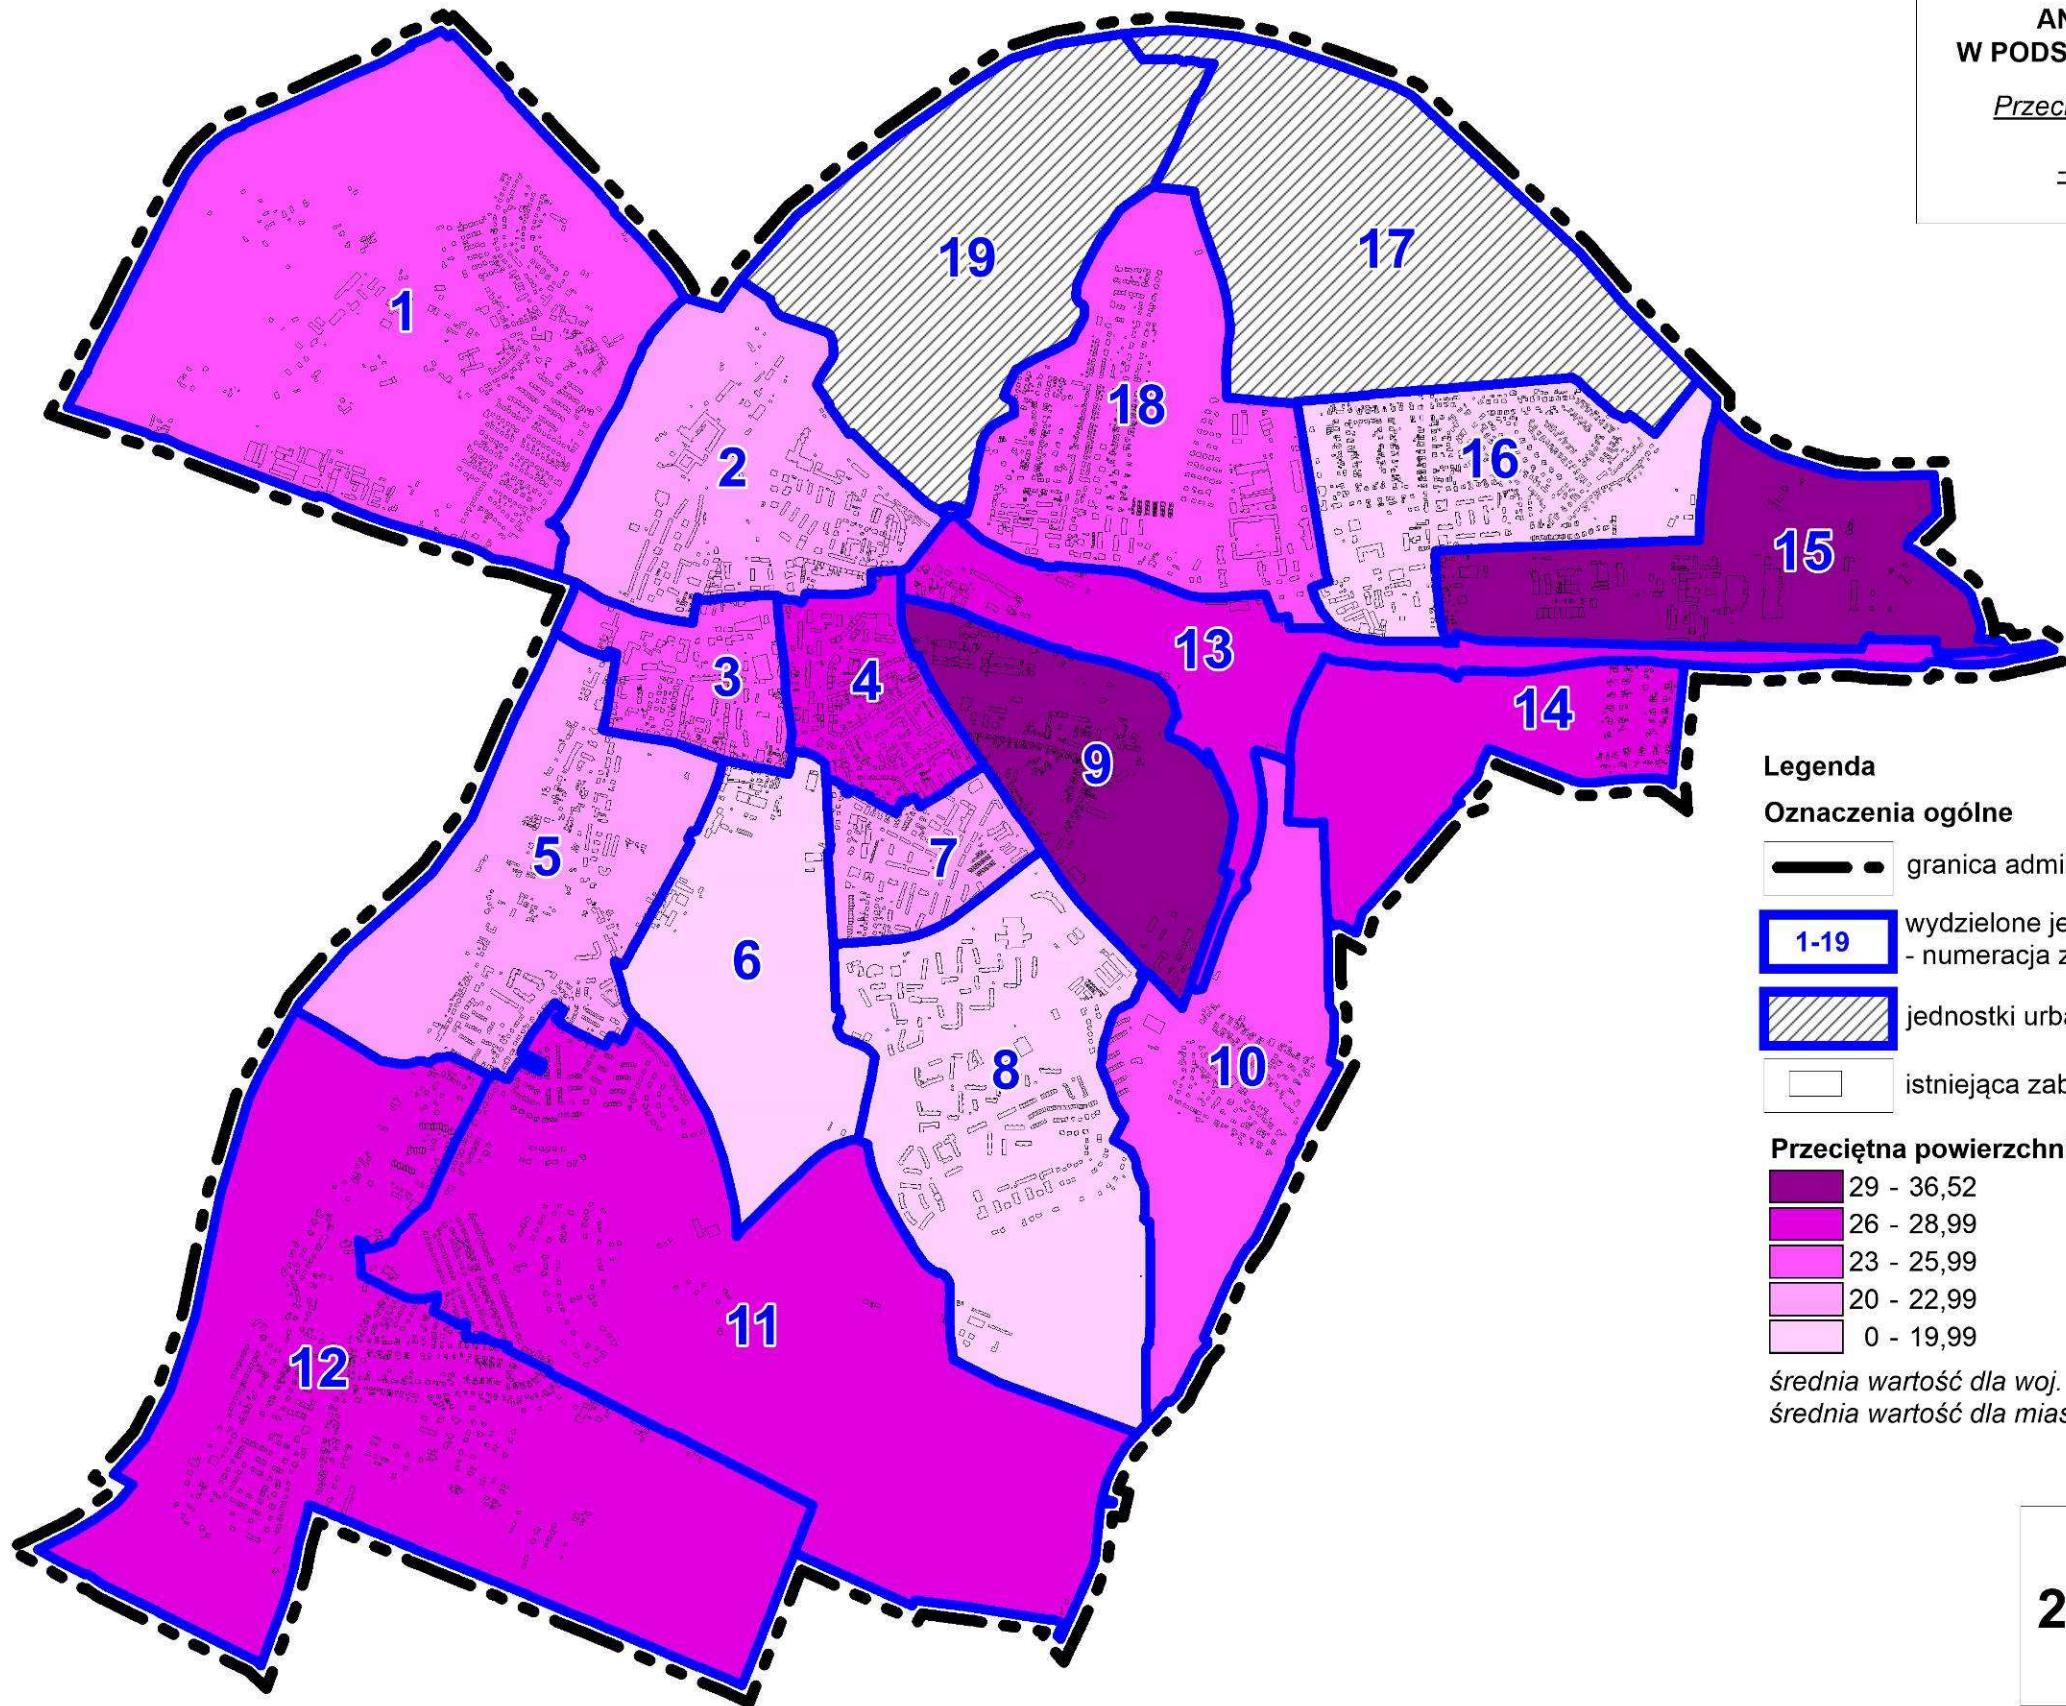 AN
W PODS
Przeci
1
19
17
18
2
16
15
13
3
4
14
9
5
7
6
8
10
11
12
Legenda
Oznaczenia ogólne
granica admi
1-19
wydzielone je
- numeracja z
jednostki urba
istniejąca zab
Przeciętna powierzchni
29 - 36,52
26 - 28,99
23 - 25,99
20 - 22,99
0 - 19,99
średnia wartość dla woj.
średnia wartość dla mias
2